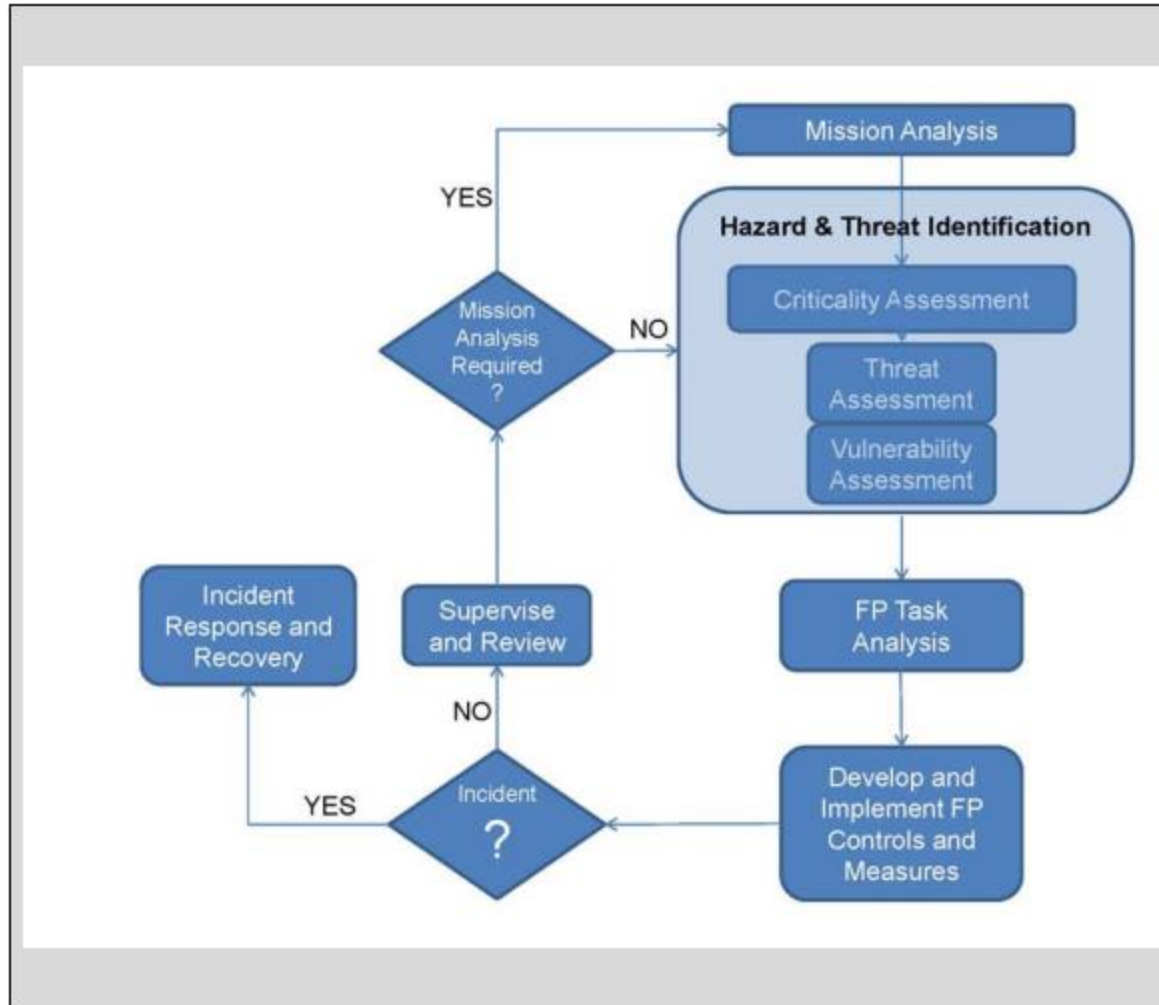 Mission Analysis
YES
Hazard & Threat Identification
Criticality Assessment
Mission
Analysis
Required
?
NO
Threat
Assessment
Vulnerability
Assessment
Incident
Response and
Recovery
Supervise
and Review
FP Task
Analysis
NO
Incident
?
YES
Develop and
Implement FP
Controls and
Measures